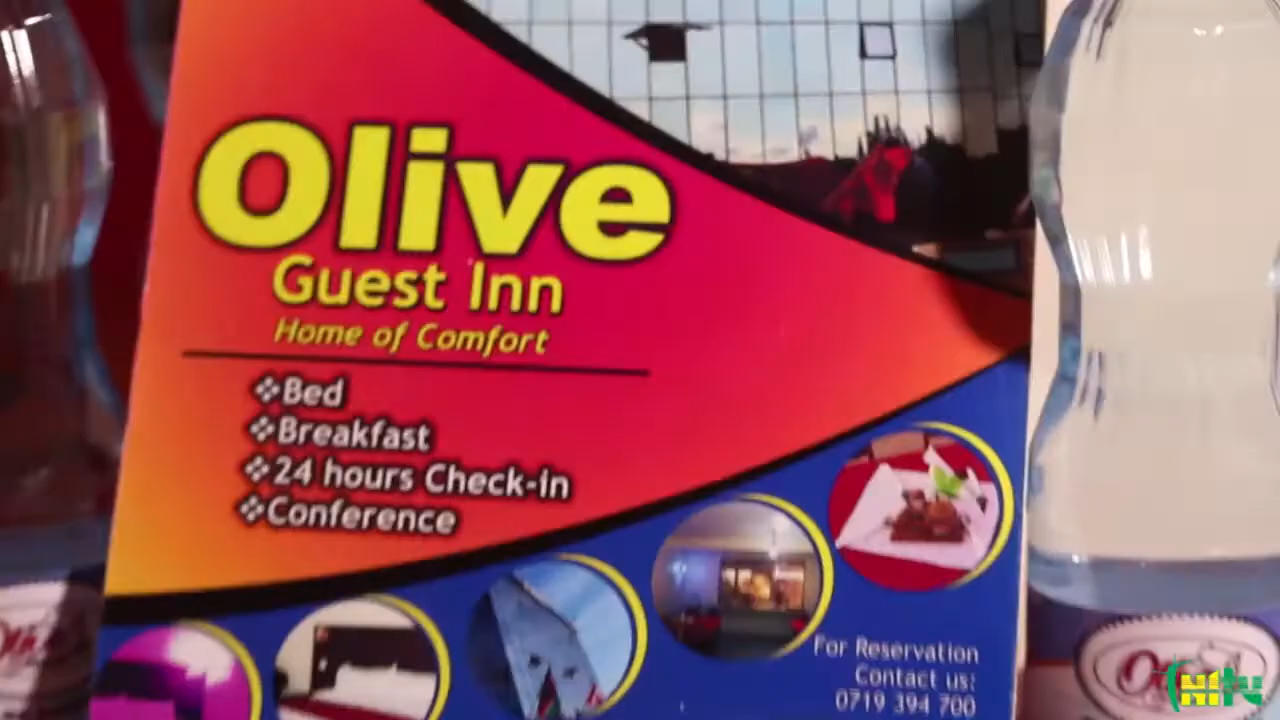 Olive
Guest Inn
Home of Comfort
Bed
Breakfast
24 hours Check-in
Conference
For Reservation
Contact us:
0719 394 700